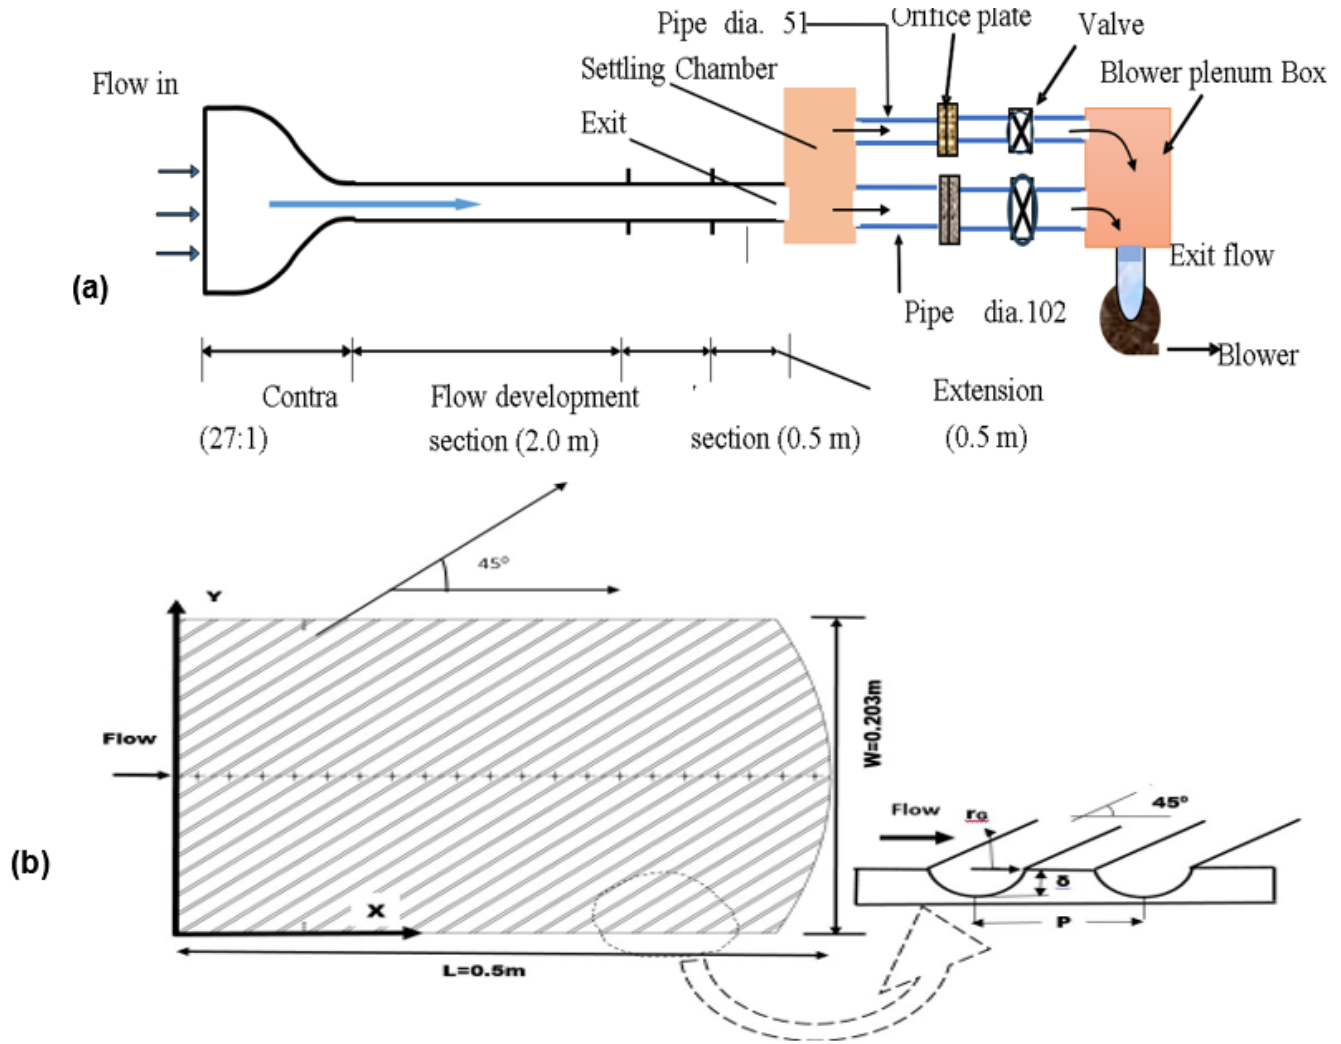 Pipe dia. 51
Orifice plate
Valve
Settling Chamber
Blower plenum Box
Flow in
Exit
(a)
Exit flow
Pipe dia.102
Blower
Contra
(27:1)
Flow development
section (2.0 m)
section (0.5 m)
Extension
(0.5 m)
45°
Y
Flow
W=0.203m
X
L=0.5m
(b)
Flow
rG
45°
δ
P